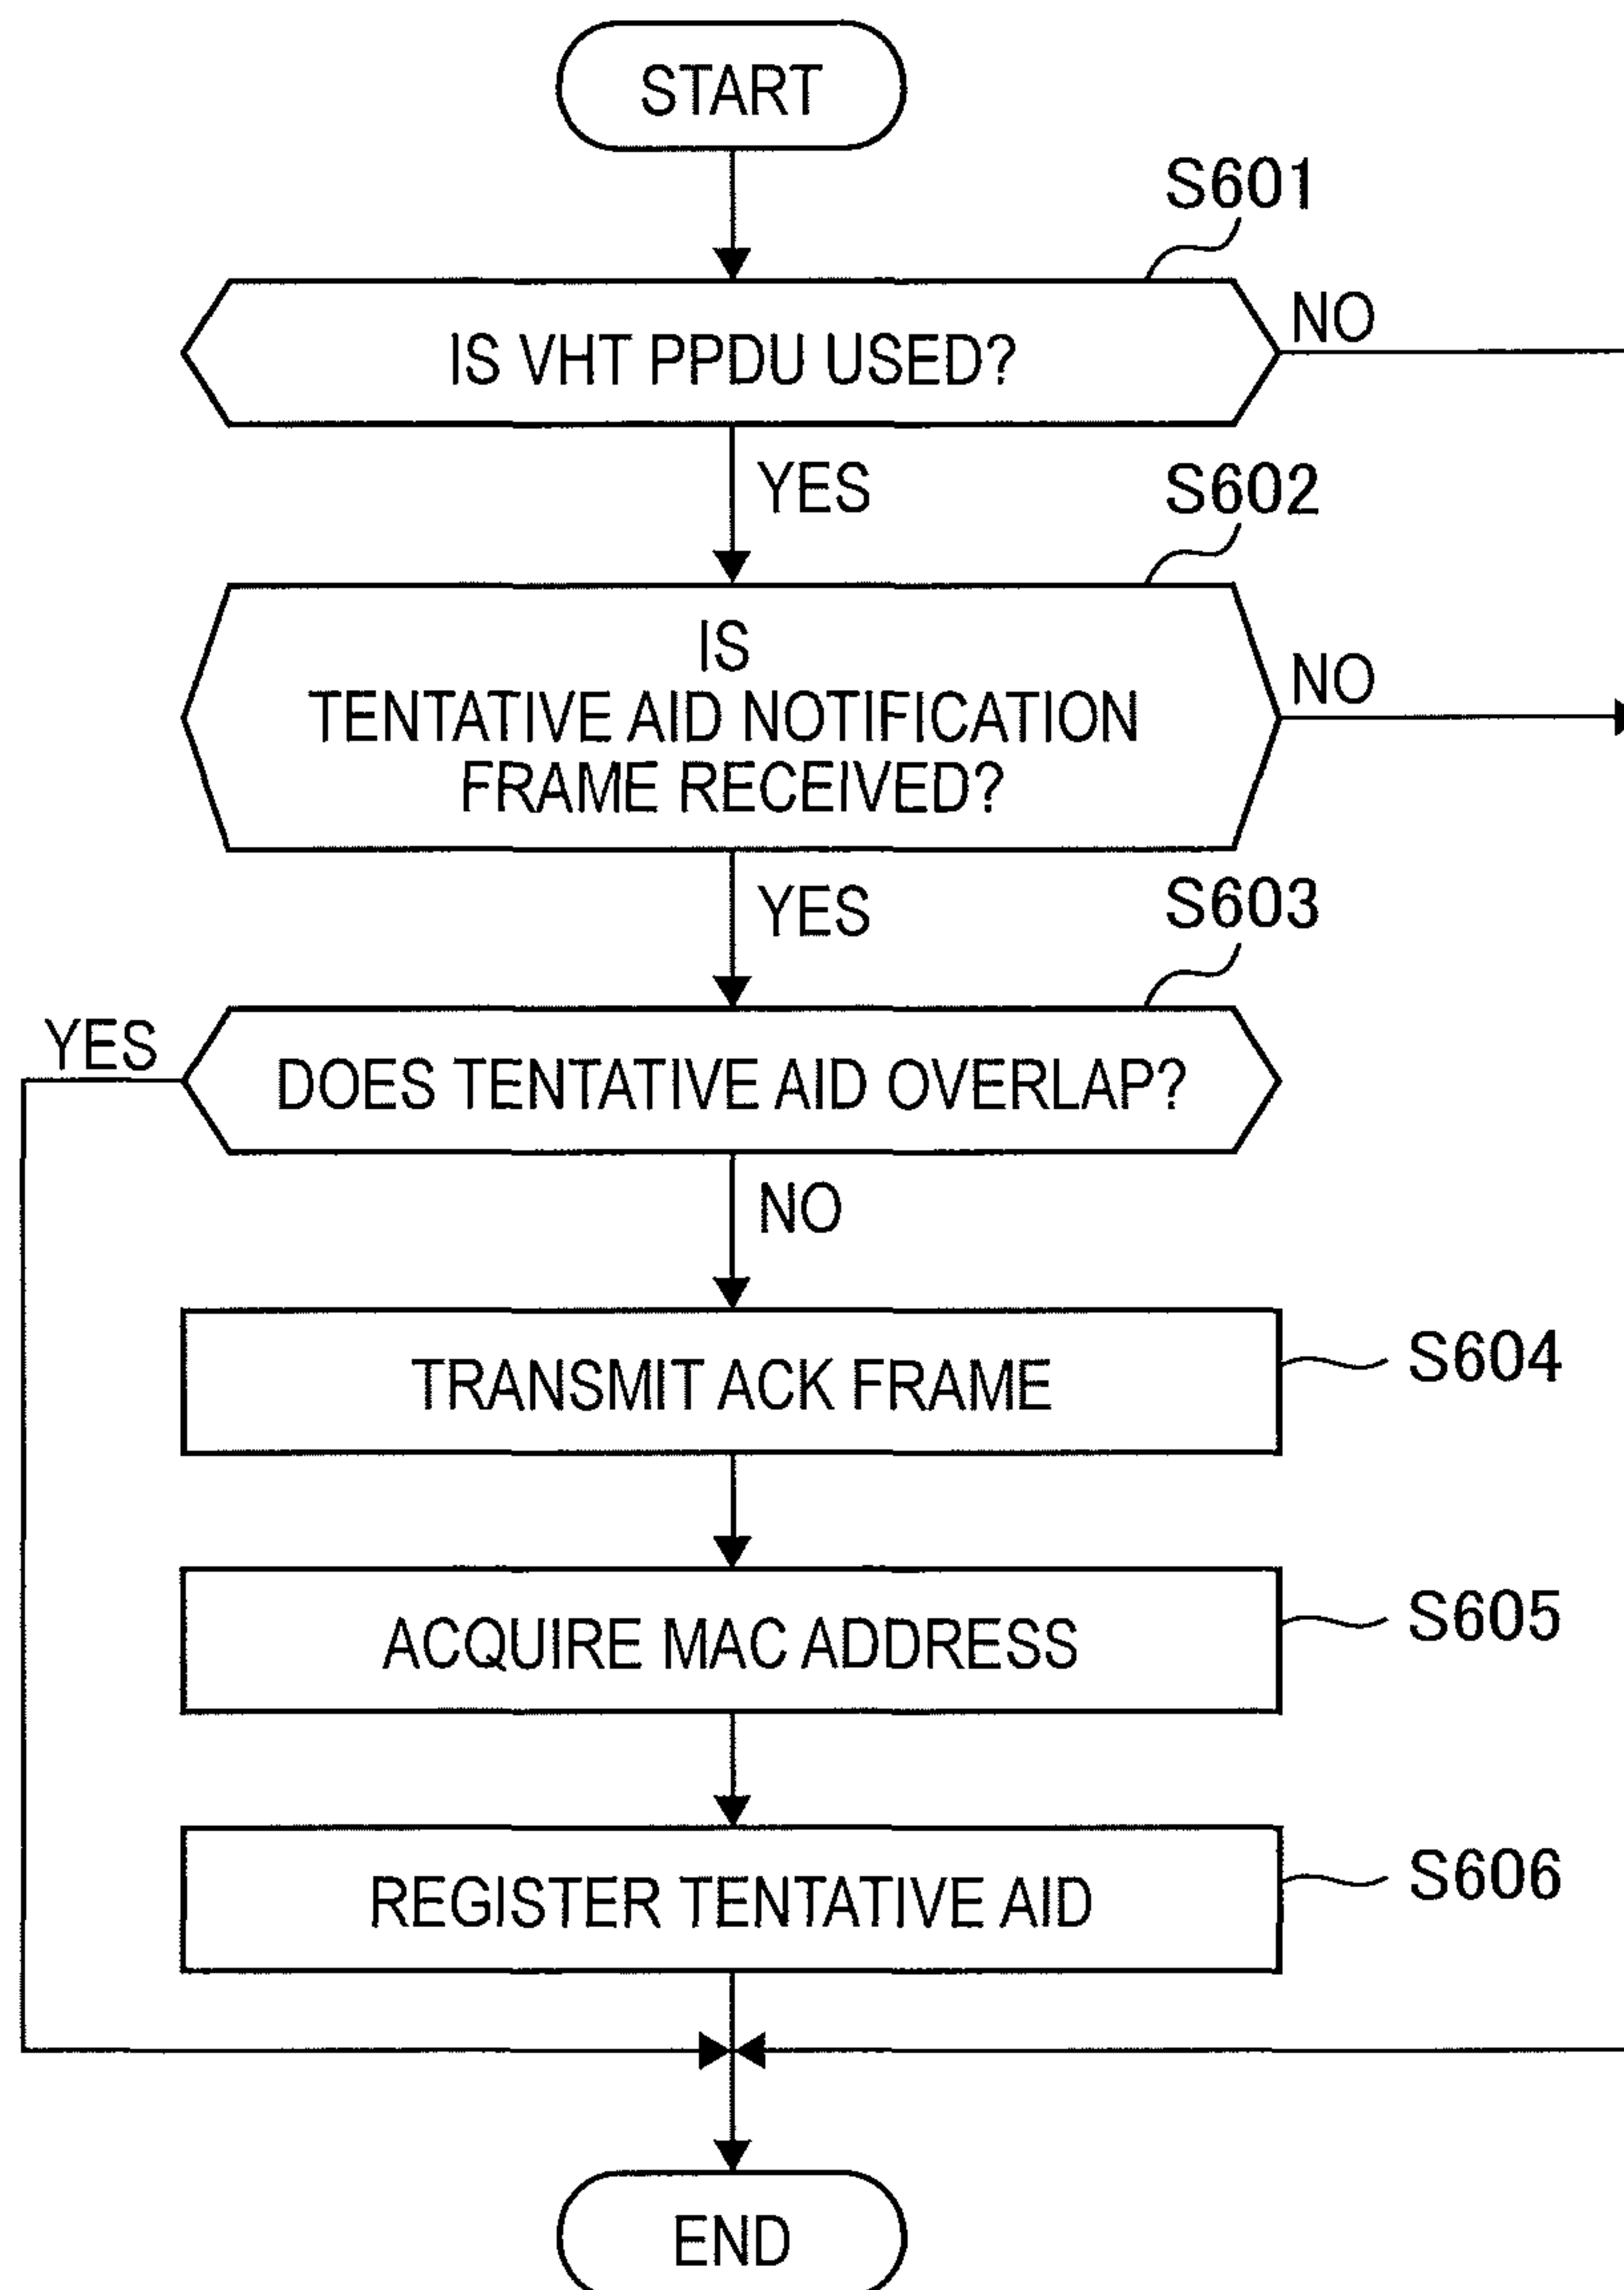 START
S601
IS VHT PPDU USED?
NO
YES
S602
IS
TENTATIVE AID NOTIFICATION
FRAME RECEIVED?
NO
YES
S603
YES
DOES TENTATIVE AID OVERLAP?
NO
TRANSMIT ACK FRAME
S604
ACQUIRE MAC ADDRESS
S605
REGISTER TENTATIVE AID
S606
END